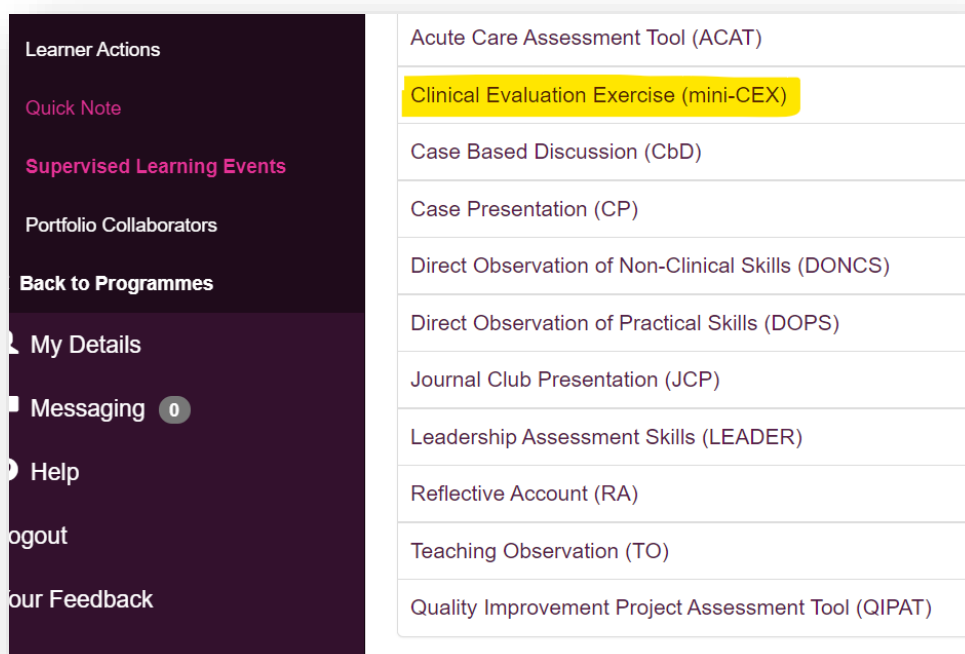 Learner Actions
Quick Note
Supervised Learning Events
Portfolio Collaborators
Back to Programmes
My Details
Messaging 0
Help
ogout
our Feedback
Acute Care Assessment Tool (ACAT)
Clinical Evaluation Exercise (mini-CEX)
Case Based Discussion (CbD)
Case Presentation (CP)
Direct Observation of Non-Clinical Skills (DONCS)
Direct Observation of Practical Skills (DOPS)
Journal Club Presentation (JCP)
Leadership Assessment Skills (LEADER)
Reflective Account (RA)
Teaching Observation (TO)
Quality Improvement Project Assessment Tool (QIPAT)